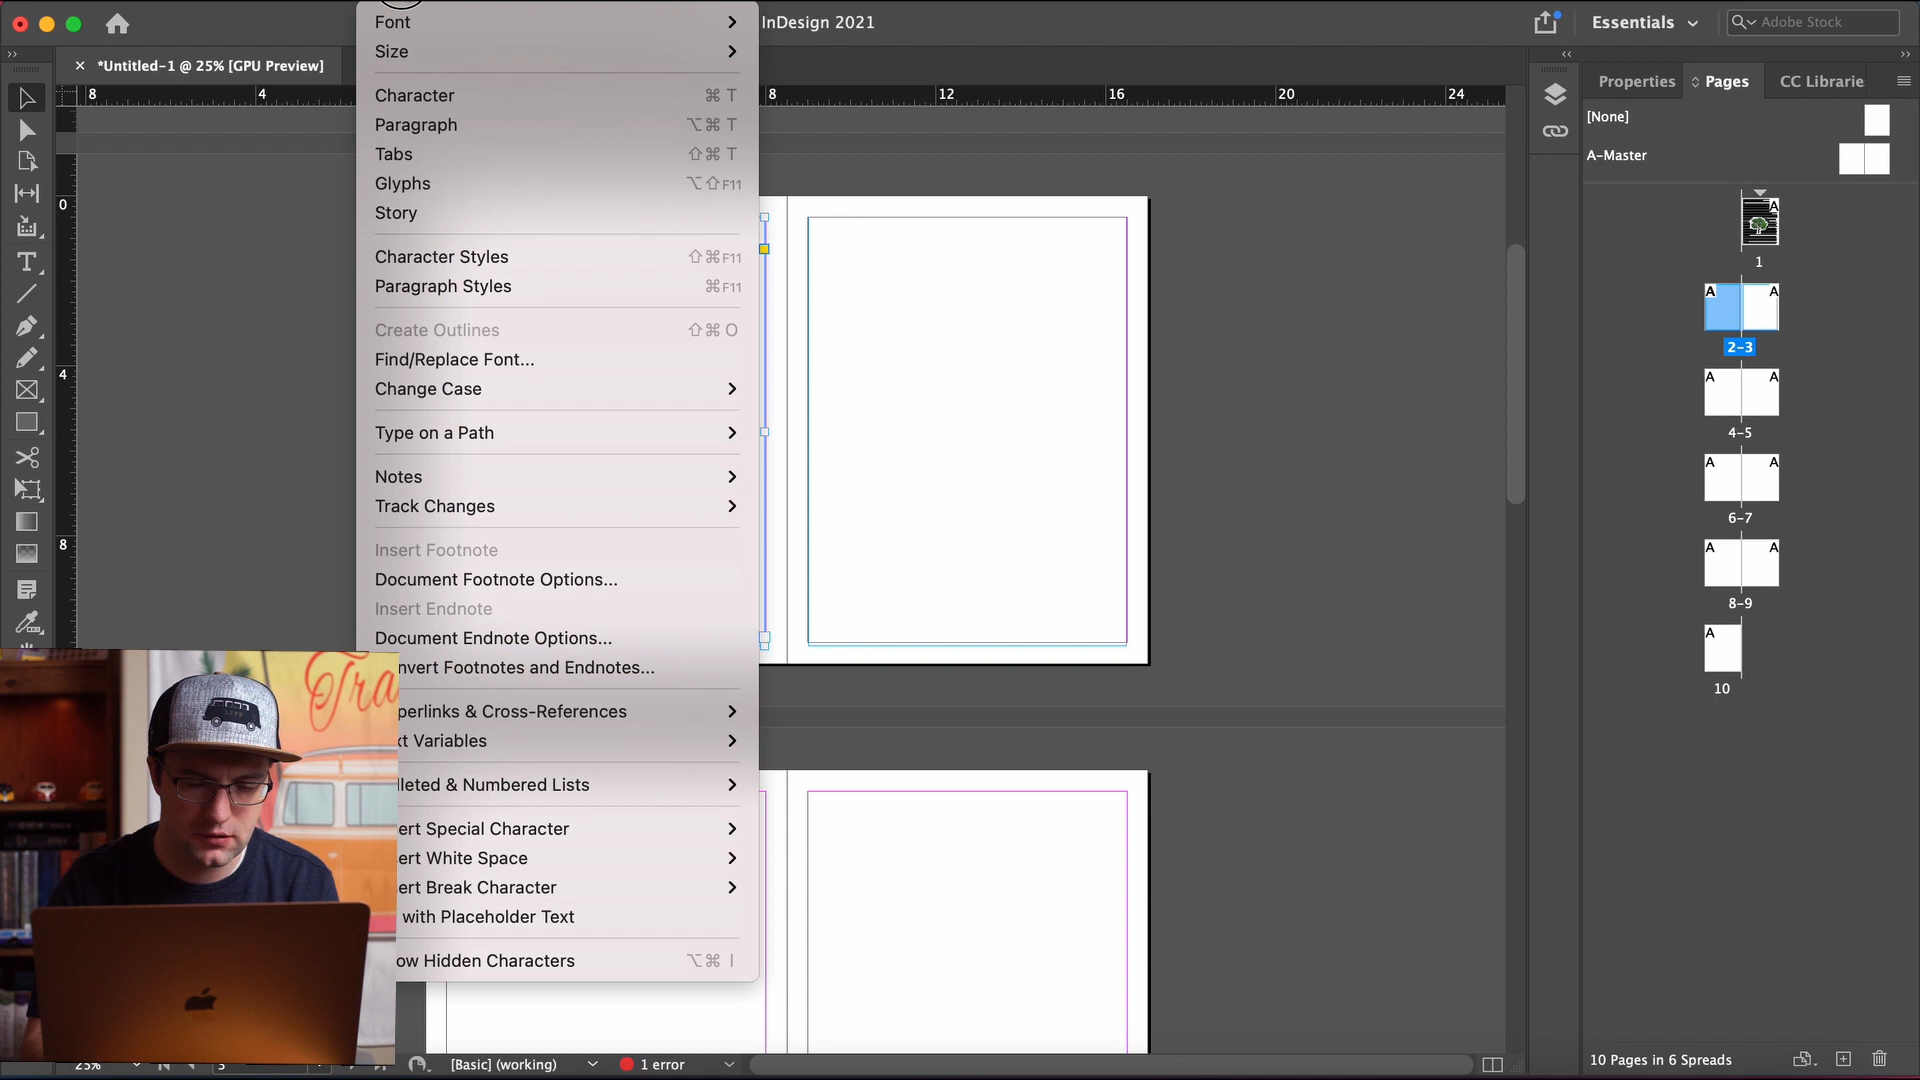 InDesign 2021
Essentials
Adobe Stock
*Untitled-1 @ 25% [GPU Preview]
8
4
8
12
16
20
24
0
4
8
Font
Size
Character ⌘ T
Paragraph ⌥⌘ T
Tabs ⇧⌘ T
Glyphs ⌥⇧F11
Story
Character Styles ⇧⌘F11
Paragraph Styles ⌘F11
Create Outlines ⇧⌘ O
Find/Replace Font...
Change Case
Type on a Path
Notes
Track Changes
Insert Footnote
Document Footnote Options...
Insert Endnote
Document Endnote Options...
nvert Footnotes and Endnotes...
perlinks & Cross-References
xt Variables
lleted & Numbered Lists
ert Special Character
ert White Space
ert Break Character
with Placeholder Text
ow Hidden Characters ⌥⌘ I
Properties
Pages
CC Librarie
[None]
A-Master
A
1
A A
2-3
A A
4-5
A A
6-7
A A
8-9
A
10
Tra
25%
[Basic] (working)
1 error
10 Pages in 6 Spreads